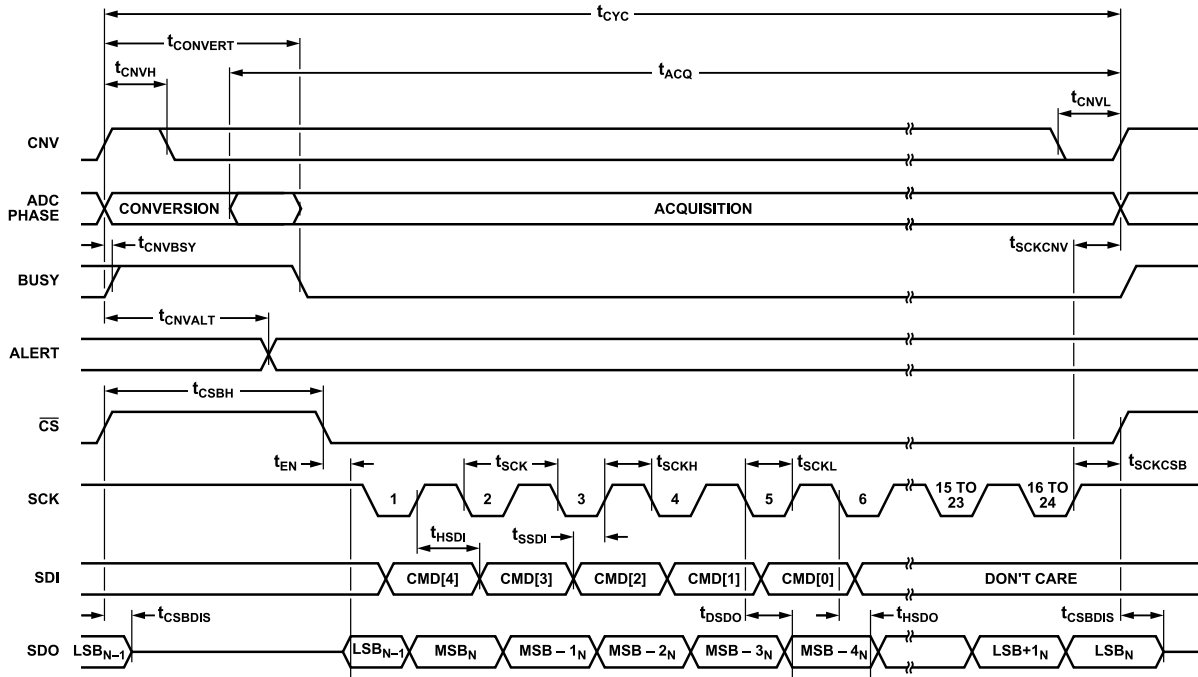 tCYC
tCONVERT
tCNVH
tACQ
tCNVL
CNV
ADC
PHASE
CONVERSION
ACQUISITION
tCNVBSY
tSCKCNV
BUSY
tCNVALT
ALERT
tCSBH
CS
tEN
tSCK
tSCKH
tSCKL
tSCKCSB
SCK
1
2
3
4
5
6
15 TO
23
16 TO
24
tHSDI
tSSDI
SDI
CMD[4]
CMD[3]
CMD[2]
CMD[1]
CMD[0]
DON'T CARE
tCSBDIS
tDSDO
tHSDO
tCSBDIS
SDO
LSBN–1
LSBN–1
MSBN
MSB – 1N
MSB – 2N
MSB – 3N
MSB – 4N
LSB+1N
LSBN